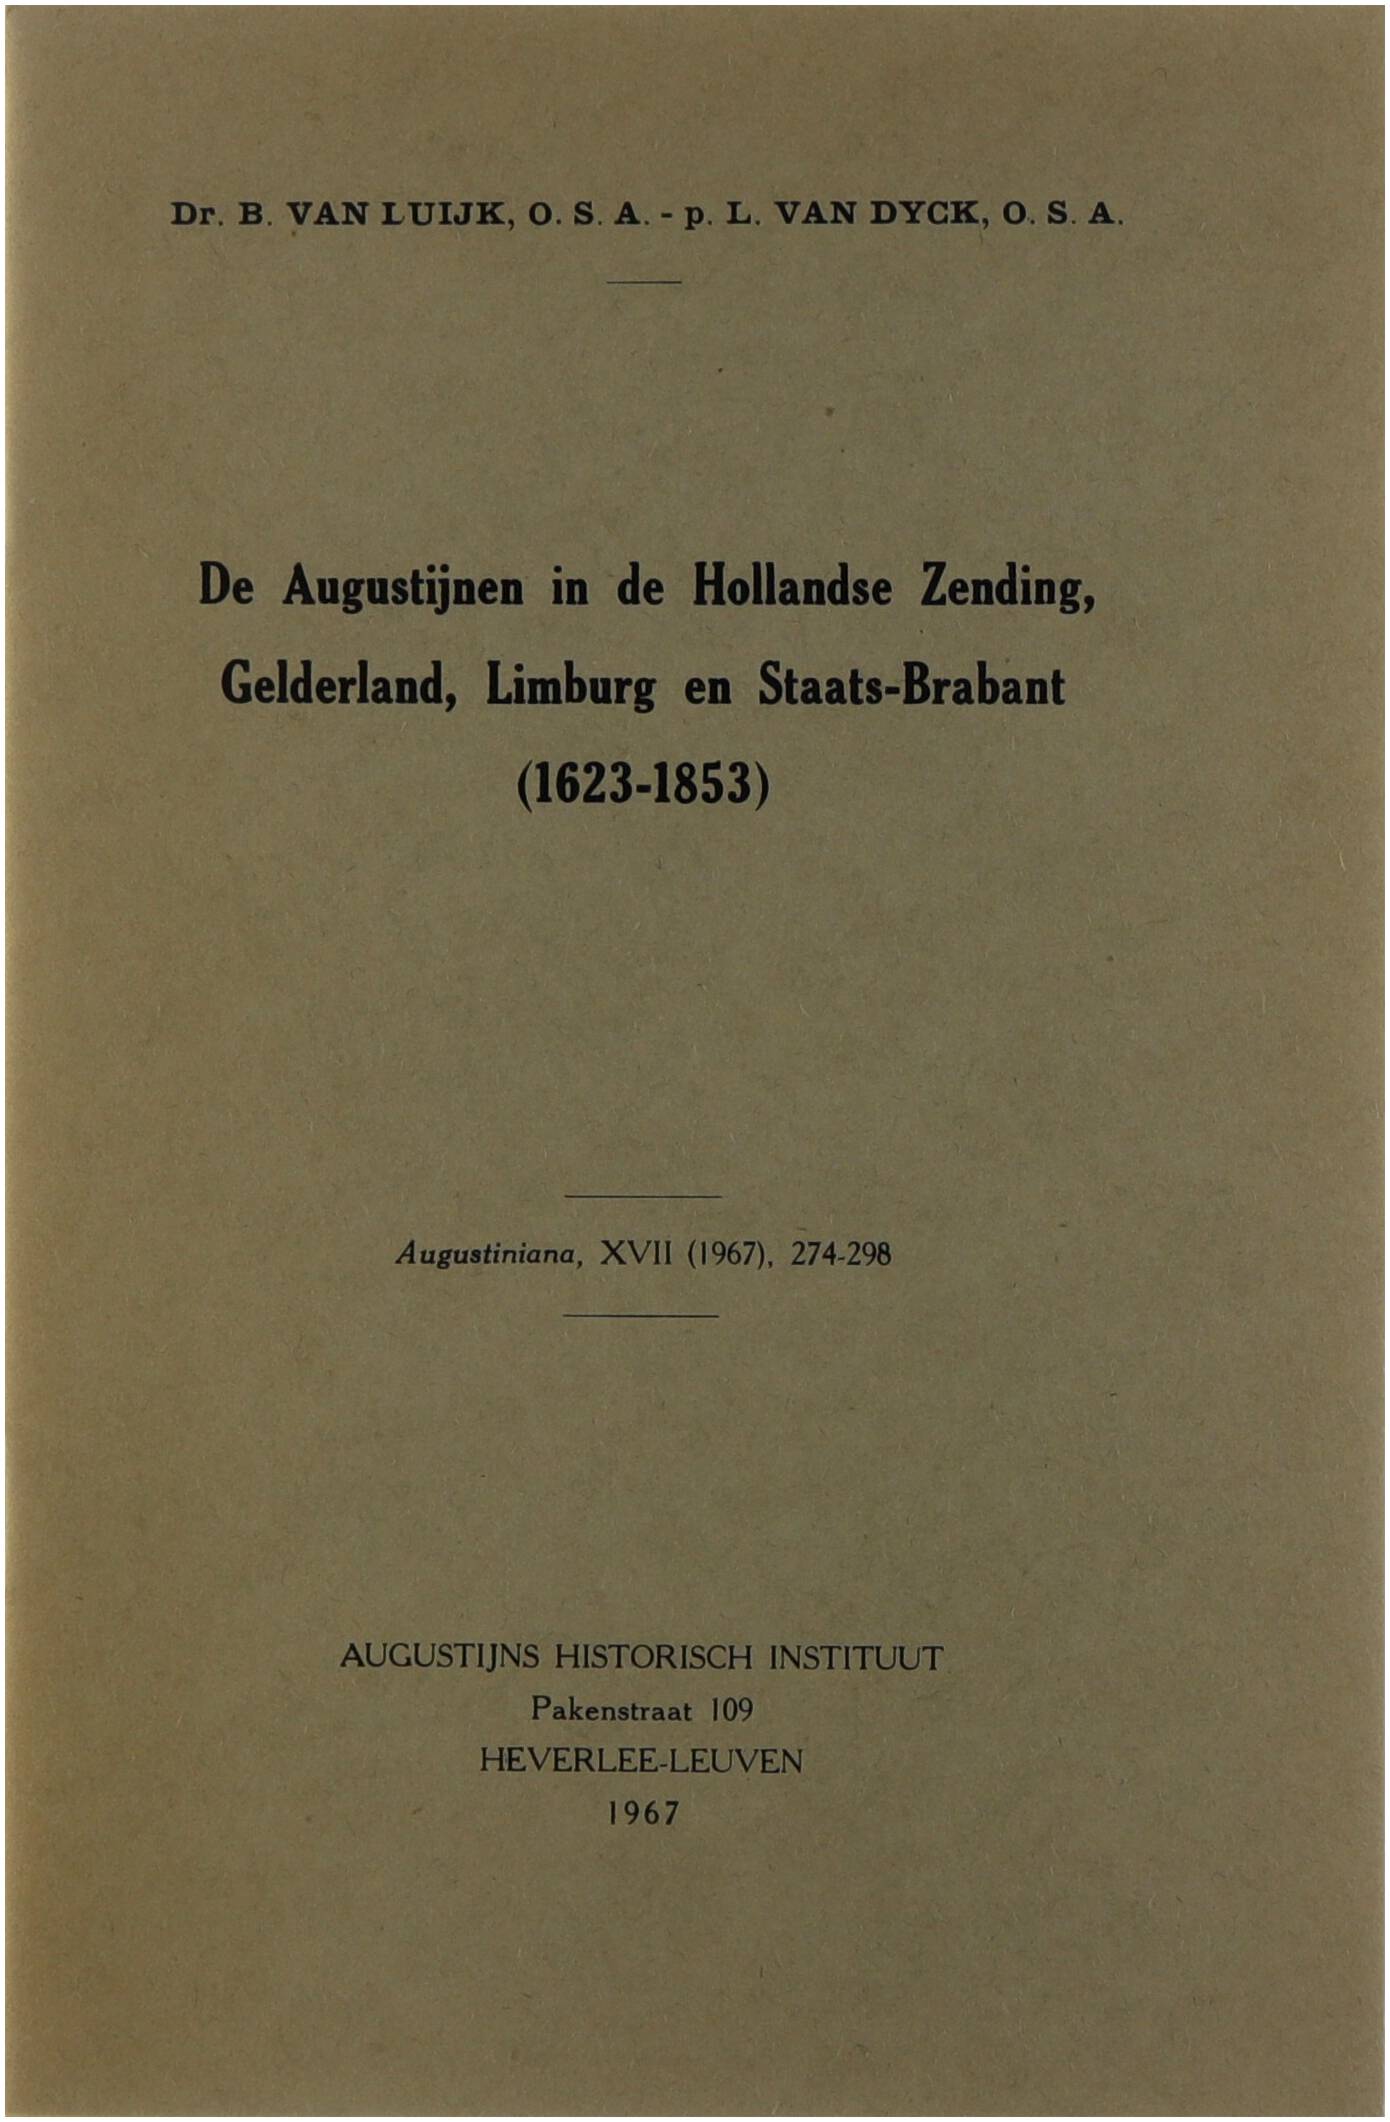 Dr. B. VAN LUIJK, O. S. A. - p. L. VAN DYCK, O. S. A.
De Augustijnen in de Hollandse Zending,
Gelderland, Limburg en Staats-Brabant
(1623-1853)
Augustiniana, XVII (1967), 274-298
AUGUSTIJNS HISTORISCH INSTITUUT
Pakenstraat 109
HEVERLEE-LEUVEN
1967